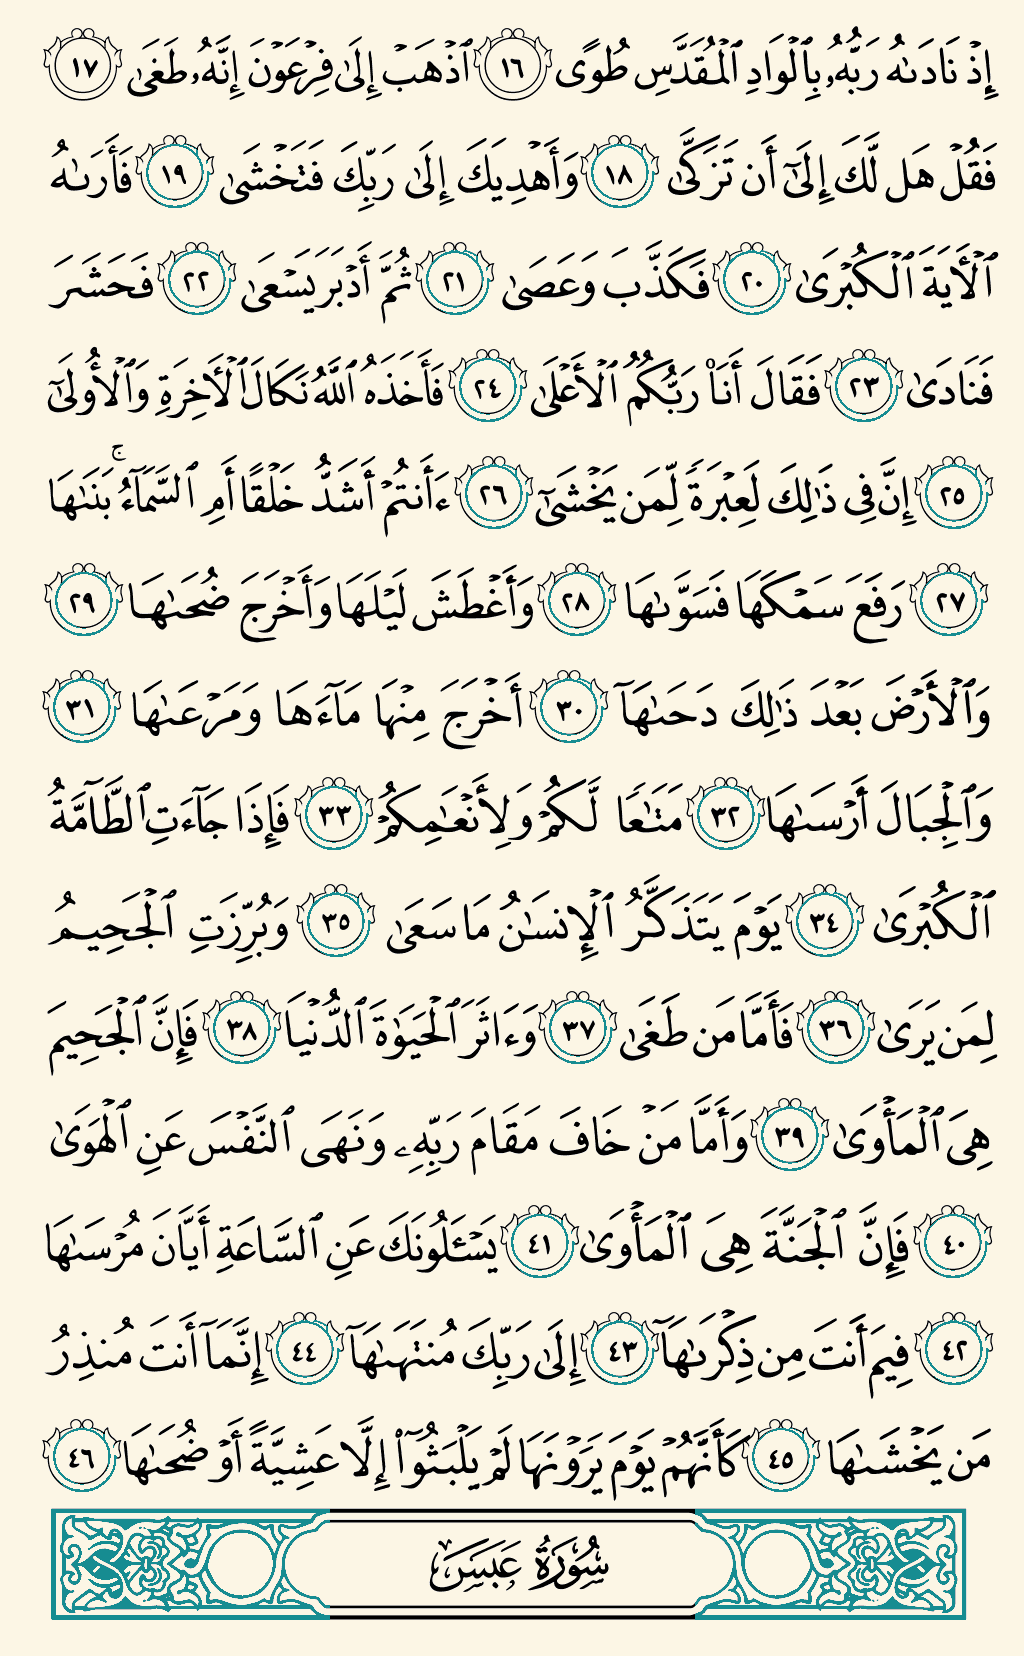 إِذۡ نَادَىٰهُ رَبُّهُۥ بِٱلۡوَادِ ٱلۡمُقَدَّسِ طُوًى ١٦ ٱذۡهَبۡ إِلَىٰ فِرۡعَوۡنَ إِنَّهُۥ طَغَىٰ ١٧
فَقُلۡ هَل لَّكَ إِلَىٰٓ أَن تَزَكَّىٰ ١٨ وَأَهۡدِيَكَ إِلَىٰ رَبِّكَ فَتَخۡشَىٰ ١٩ فَأَرَىٰهُ
ٱلۡأٓيَةَ ٱلۡكُبۡرَىٰ ٢٠ فَكَذَّبَ وَعَصَىٰ ٢١ ثُمَّ أَدۡبَرَ يَسۡعَىٰ ٢٢ فَحَشَرَ
فَنَادَىٰ ٢٣ فَقَالَ أَنَا۠ رَبُّكُمُ ٱلۡأَعۡلَىٰ ٢٤ فَأَخَذَهُ ٱللَّهُ نَكَالَ ٱلۡأٓخِرَةِ وَٱلۡأُولَىٰٓ
٢٥ إِنَّ فِي ذَٰلِكَ لَعِبۡرَةٗ لِّمَن يَخۡشَىٰٓ ٢٦ ءَأَنتُمۡ أَشَدُّ خَلۡقًا أَمِ ٱلسَّمَآءُۚ بَنَىٰهَا
٢٧ رَفَعَ سَمۡكَهَا فَسَوَّىٰهَا ٢٨ وَأَغۡطَشَ لَيۡلَهَا وَأَخۡرَجَ ضُحَىٰهَا ٢٩
وَٱلۡأَرۡضَ بَعۡدَ ذَٰلِكَ دَحَىٰهَآ ٣٠ أَخۡرَجَ مِنۡهَا مَآءَهَا وَمَرۡعَىٰهَا ٣١
وَٱلۡجِبَالَ أَرۡسَىٰهَا ٣٢ مَتَٰعٗا لَّكُمۡ وَلِأَنۡعَٰمِكُمۡ ٣٣ فَإِذَا جَآءَتِ ٱلطَّآمَّةُ
ٱلۡكُبۡرَىٰ ٣٤ يَوۡمَ يَتَذَكَّرُ ٱلۡإِنسَٰنُ مَا سَعَىٰ ٣٥ وَبُرِّزَتِ ٱلۡجَحِيمُ
لِمَن يَرَىٰ ٣٦ فَأَمَّا مَن طَغَىٰ ٣٧ وَءَاثَرَ ٱلۡحَيَوٰةَ ٱلدُّنۡيَا ٣٨ فَإِنَّ ٱلۡجَحِيمَ
هِيَ ٱلۡمَأۡوَىٰ ٣٩ وَأَمَّا مَنۡ خَافَ مَقَامَ رَبِّهِۦ وَنَهَى ٱلنَّفۡسَ عَنِ ٱلۡهَوَىٰ
٤٠ فَإِنَّ ٱلۡجَنَّةَ هِيَ ٱلۡمَأۡوَىٰ ٤١ يَسۡـَٔلُونَكَ عَنِ ٱلسَّاعَةِ أَيَّانَ مُرۡسَىٰهَا
٤٢ فِيمَ أَنتَ مِن ذِكۡرَىٰهَآ ٤٣ إِلَىٰ رَبِّكَ مُنتَهَىٰهَآ ٤٤ إِنَّمَآ أَنتَ مُنذِرُ
مَن يَخۡشَىٰهَا ٤٥ كَأَنَّهُمۡ يَوۡمَ يَرَوۡنَهَا لَمۡ يَلۡبَثُوٓاْ إِلَّا عَشِيَّةً أَوۡ ضُحَىٰهَا ٤٦
سُورَةُ عَبَسَ